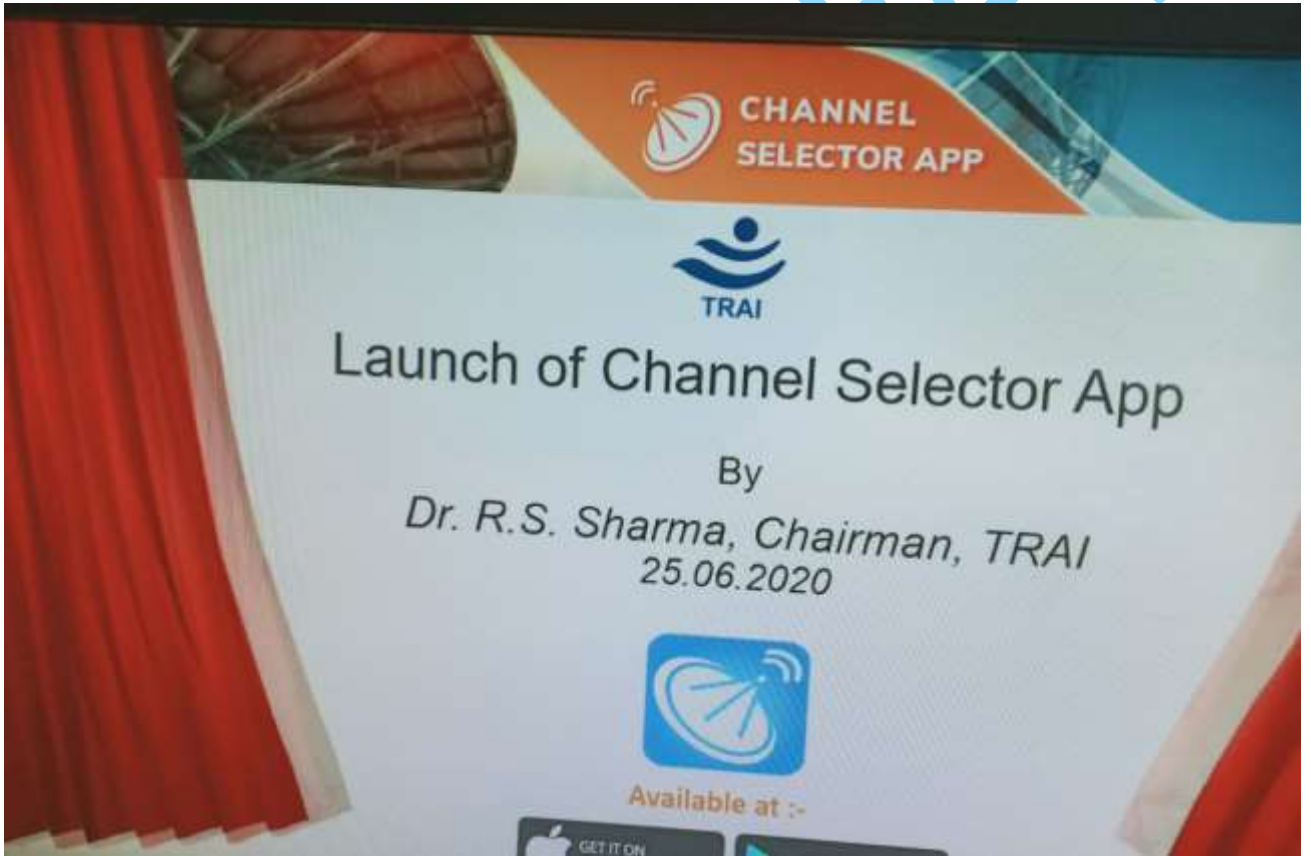 CHANNEL
SELECTOR APP
TRAI
Launch of Channel Selector App
By
Dr. R.S. Sharma, Chairman, TRAI
25.06.2020
Available at :-
GET IT ON